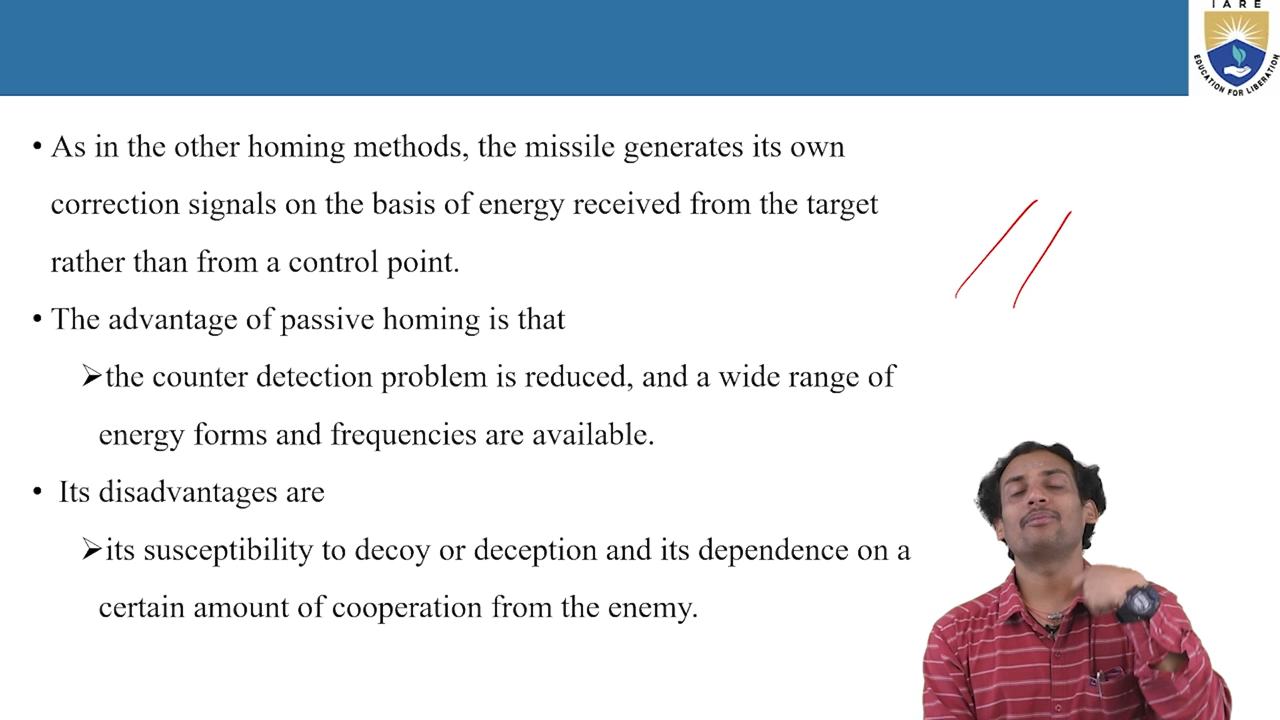 IARE
EDUCATION FOR LIBERATION
• As in the other homing methods, the missile generates its own
correction signals on the basis of energy received from the target
rather than from a control point.
• The advantage of passive homing is that
➢the counter detection problem is reduced, and a wide range of
energy forms and frequencies are available.
• Its disadvantages are
➢its susceptibility to decoy or deception and its dependence on a
certain amount of cooperation from the enemy.